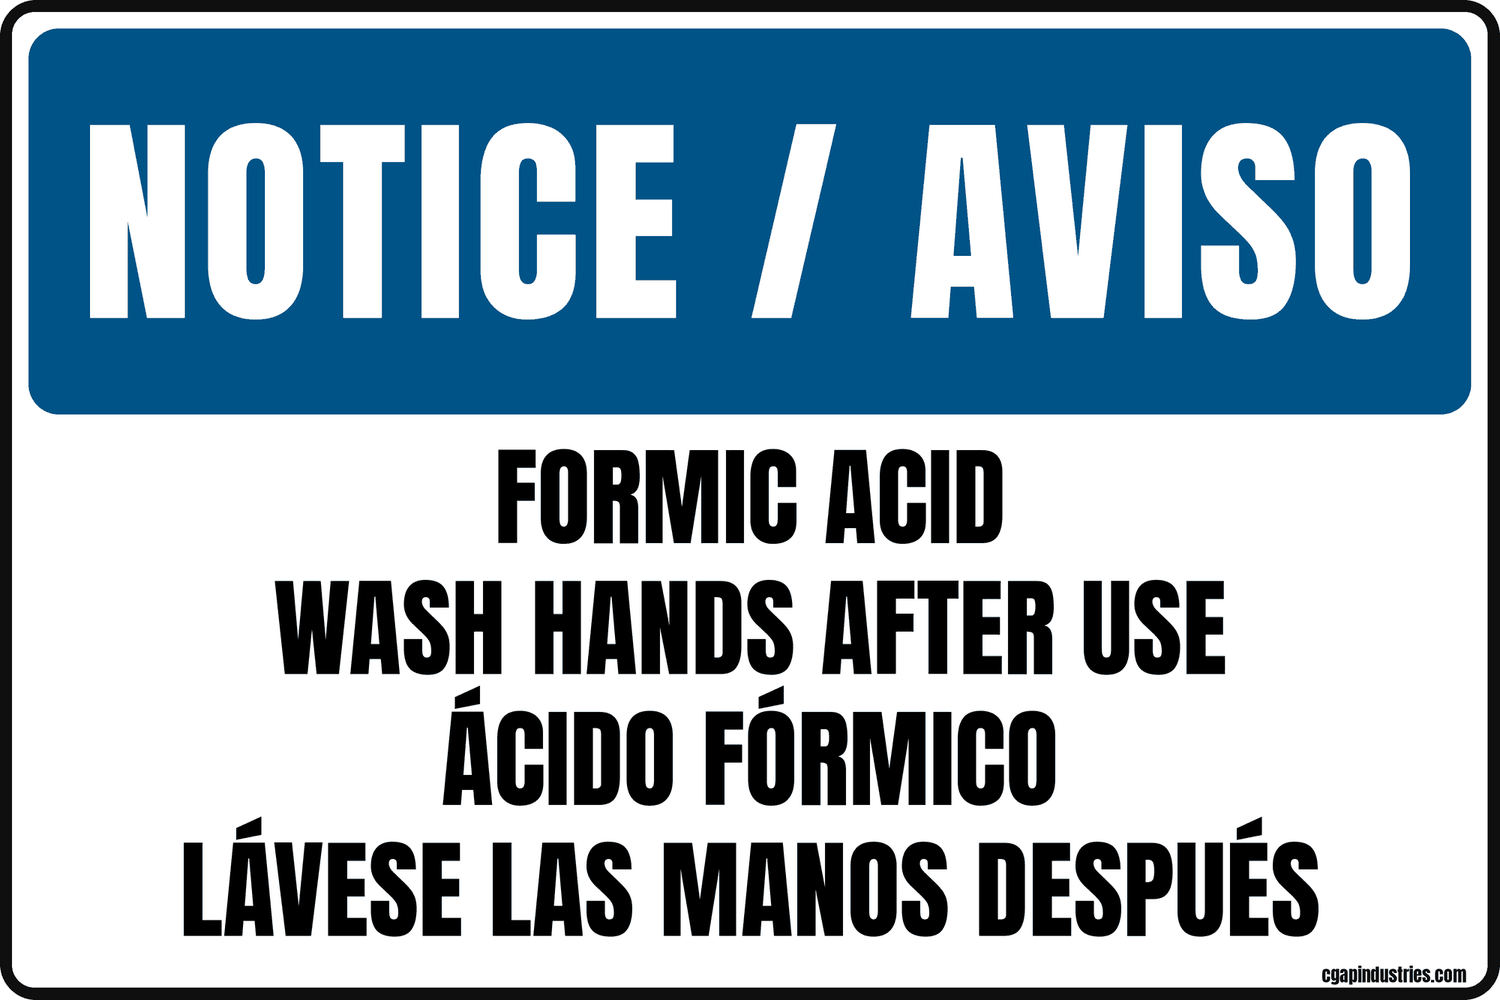 NOTICE / AVISO
FORMIC ACID
WASH HANDS AFTER USE
ÁCIDO FÓRMICO
LÁVESE LAS MANOS DESPUÉS
cgapindustries.com